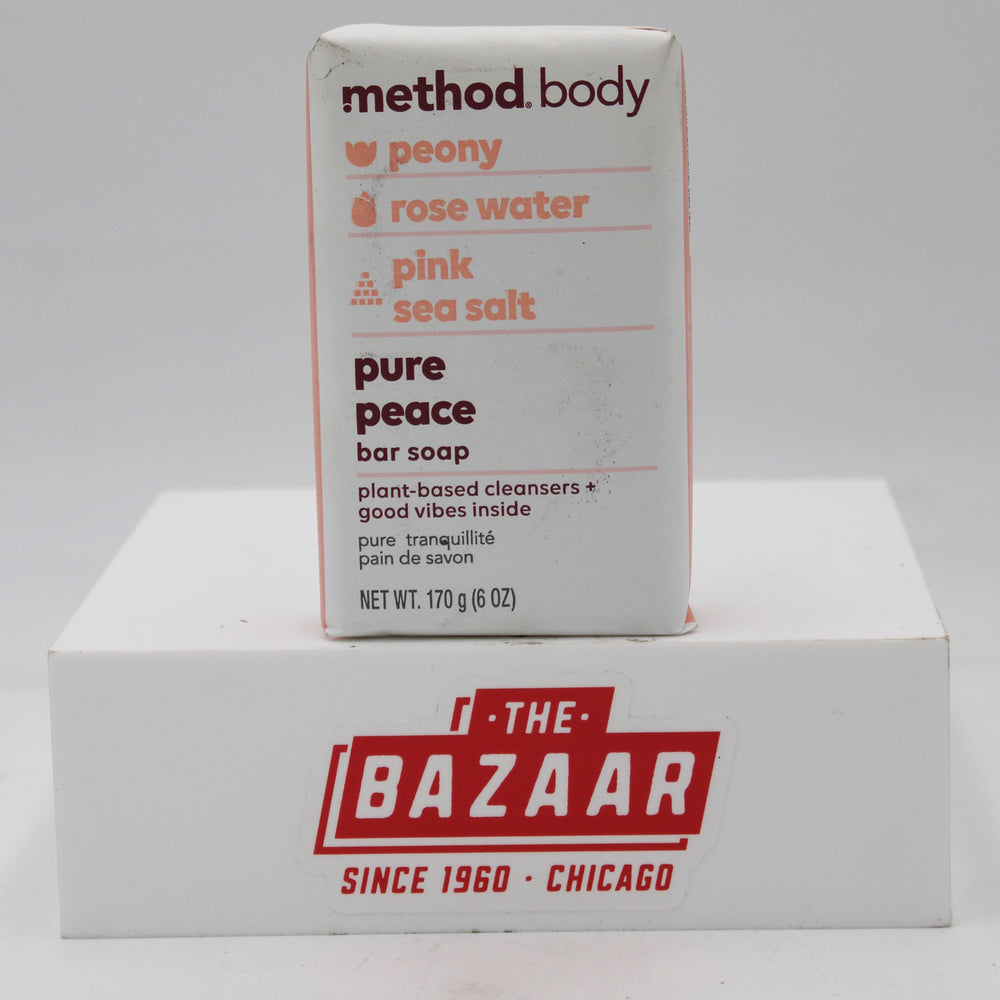 method. body
peony
rose water
pink
sea salt
pure
peace
bar soap
plant-based cleansers +
good vibes inside
pure tranquillité
pain de savon
NET WT. 170 g (6 OZ)
·THE·
BAZAAR
SINCE 1960 · CHICAGO